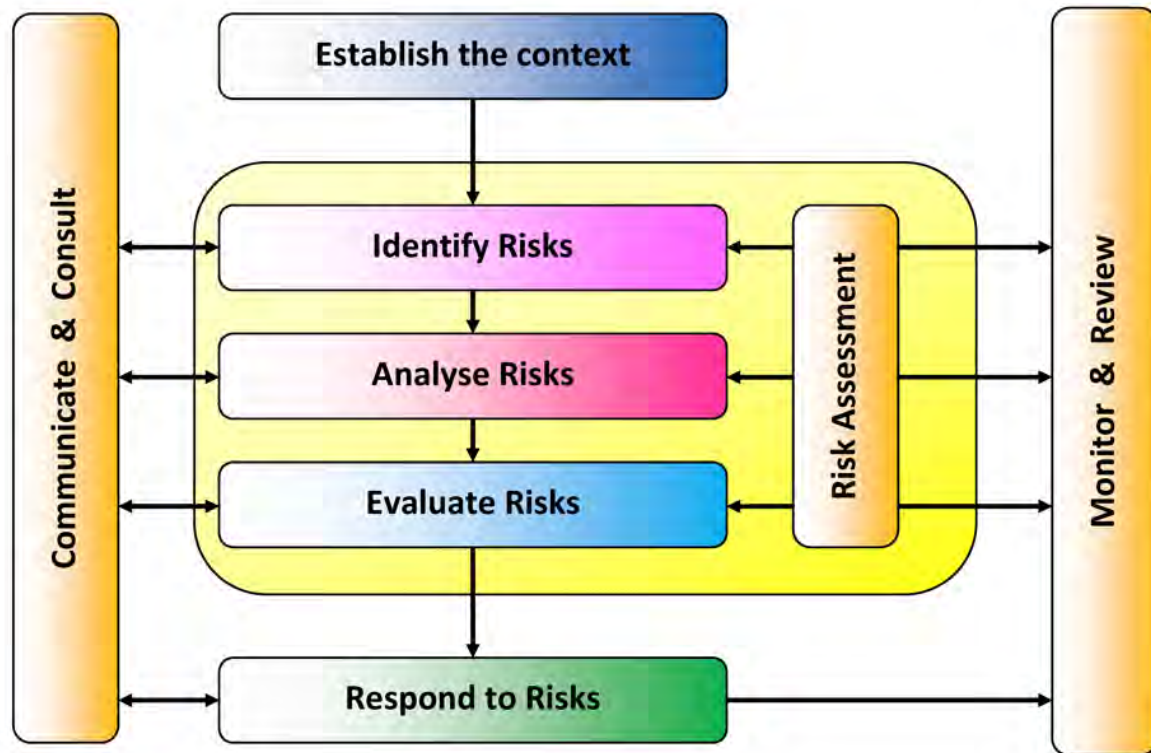 Establish the context
Communicate & Consult
Identify Risks
Analyse Risks
Evaluate Risks
Risk Assessment
Monitor & Review
Respond to Risks